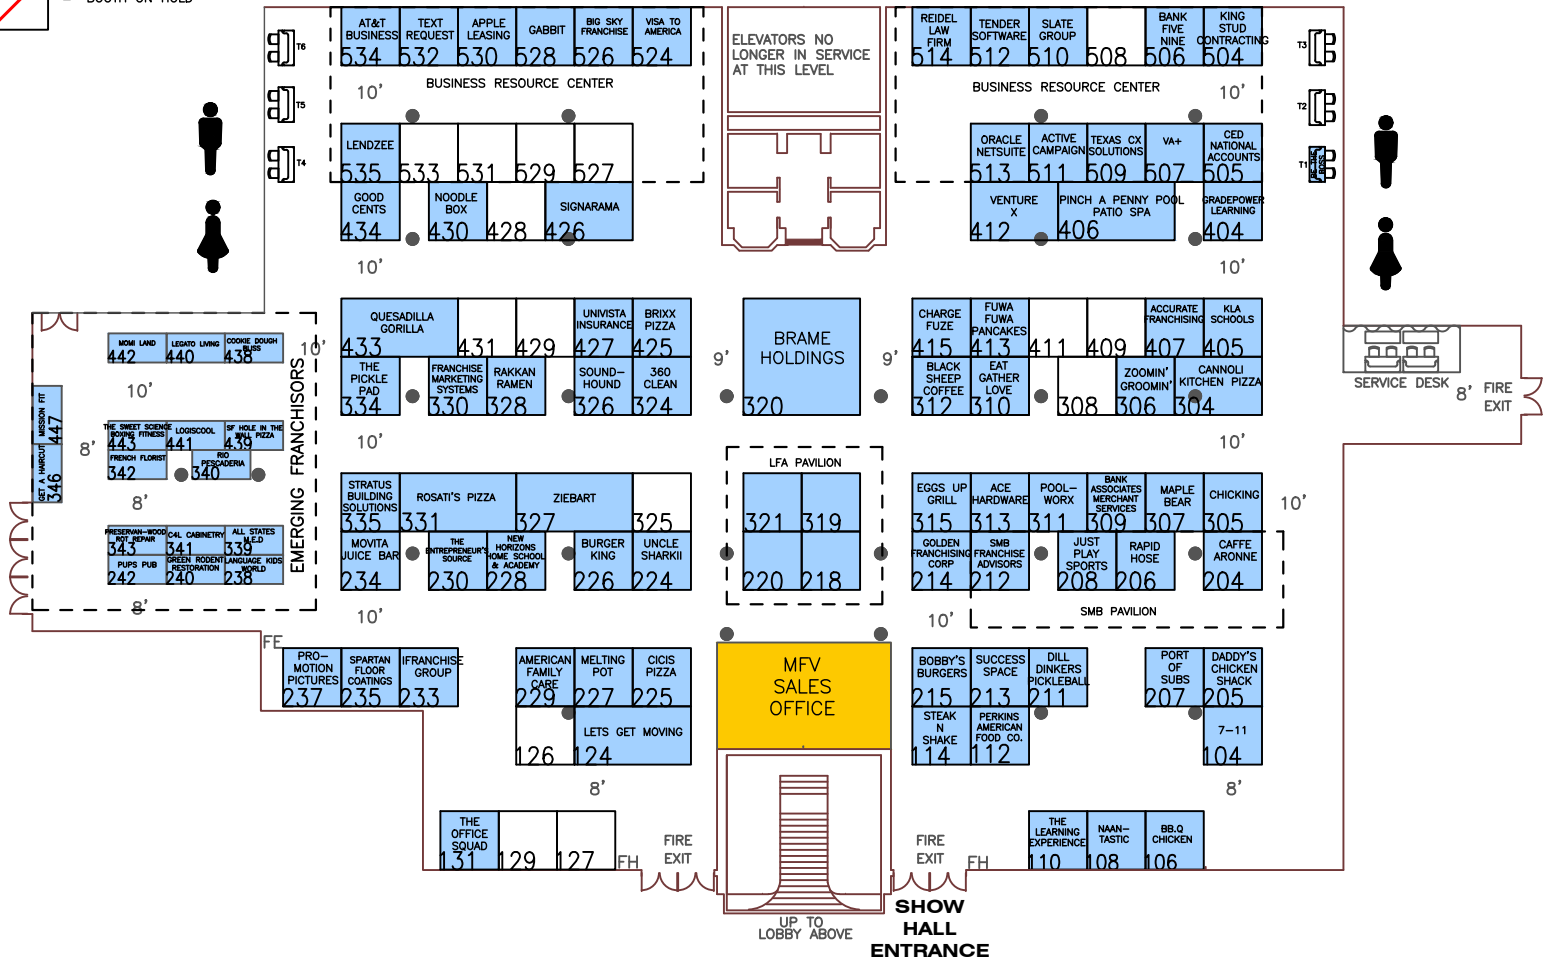 BOOTH ON HOLD
AT&T
BUSINESS
534
TEXT
REQUEST
532
APPLE
LEASING
530
GABBIT
528
BIG SKY
FRANCHISE
526
VISA TO
AMERICA
524
ELEVATORS NO
LONGER IN SERVICE
AT THIS LEVEL
REIDEL
LAW
FIRM
514
TENDER
SOFTWARE
512
SLATE
GROUP
510
508
BANK
FIVE
NINE
506
KING
STUD
CONTRACTING
504
T6
T5
T4
T3
T2
T1
BE THE
BOSS
BUSINESS RESOURCE CENTER
10'
BUSINESS RESOURCE CENTER
10'
LENDZEE
535
533
531
529
527
ORACLE
NETSUITE
513
ACTIVE
CAMPAIGN
511
TEXAS CX
SOLUTIONS
509
VA+
507
CED
NATIONAL
ACCOUNTS
505
GOOD
CENTS
434
NOODLE
BOX
430
428
SIGNARAMA
426
VENTURE
X
412
PINCH A PENNY POOL
PATIO SPA
406
GRADEPOWER
LEARNING
404
10'
10'
QUESADILLA
GORILLA
433
431
429
UNIVISTA
INSURANCE
427
BRIXX
PIZZA
425
BRAME
HOLDINGS
320
9'
9'
CHARGE
FUZE
415
FUWA
FUWA
PANCAKES
413
411
409
ACCURATE
FRANCHISING
407
KLA
SCHOOLS
405
THE
PICKLE
PAD
334
FRANCHISE
MARKETING
SYSTEMS
330
RAKKAN
RAMEN
328
SOUND-
HOUND
326
360
CLEAN
324
BLACK
SHEEP
COFFEE
312
EAT
GATHER
LOVE
310
308
ZOOMIN'
GROOMIN'
306
CANNOLI
KITCHEN PIZZA
304
SERVICE DESK
8'
FIRE
EXIT
MOMI LAND
442
LEGATO LIVING
440
COOKIE DOUGH
BLISS
438
10'
10'
MISSION FIT
447
GET A HAIRCUT
346
8'
THE SWEET SCIENCE
BOXING FITNESS
443
LOGISCOOL
441
SF HOLE IN THE
WALL PIZZA
439
FRENCH FLORIST
342
RIO
PESCADERIA
340
8'
EMERGING FRANCHISORS
PRESERVAN-WOOD
ROT REPAIR
343
C4L CABINETRY
341
ALL STATES
M.E.D
339
PUPS PUB
242
GREEN RODENT
RESTORATION
240
LANGUAGE KIDS
WORLD
238
8'
10'
10'
STRATUS
BUILDING
SOLUTIONS
335
ROSATI'S PIZZA
331
ZIEBART
327
325
LFA PAVILION
321
319
220
218
EGGS UP
GRILL
315
ACE
HARDWARE
313
POOL-
WORX
311
BANK
ASSOCIATES
MERCHANT
SERVICES
309
MAPLE
BEAR
307
CHICKING
305
10'
MOVITA
JUICE BAR
234
THE
ENTREPRENEUR'S
SOURCE
230
NEW
HORIZONS
HOME SCHOOL
& ACADEMY
228
BURGER
KING
226
UNCLE
SHARKII
224
GOLDEN
FRANCHISING
CORP
214
SMB
FRANCHISE
ADVISORS
212
JUST
PLAY
SPORTS
208
RAPID
HOSE
206
CAFFE
ARONNE
204
10'
10'
SMB PAVILION
FE
PRO-
MOTION
PICTURES
237
SPARTAN
FLOOR
COATINGS
235
IFRANCHISE
GROUP
233
AMERICAN
FAMILY
CARE
229
MELTING
POT
227
CICIS
PIZZA
225
MFV
SALES
OFFICE
BOBBY'S
BURGERS
215
SUCCESS
SPACE
213
DILL
DINKERS
PICKLEBALL
211
PORT
OF
SUBS
207
DADDY'S
CHICKEN
SHACK
205
126
LETS GET MOVING
124
STEAK
N
SHAKE
114
PERKINS
AMERICAN
FOOD CO.
112
7-11
104
8'
8'
THE
OFFICE
SQUAD
131
129
127
FH
FIRE
EXIT
FIRE
EXIT
FH
THE
LEARNING
EXPERIENCE
110
NAAN-
TASTIC
108
BB.Q
CHICKEN
106
UP TO
LOBBY ABOVE
SHOW
HALL
ENTRANCE